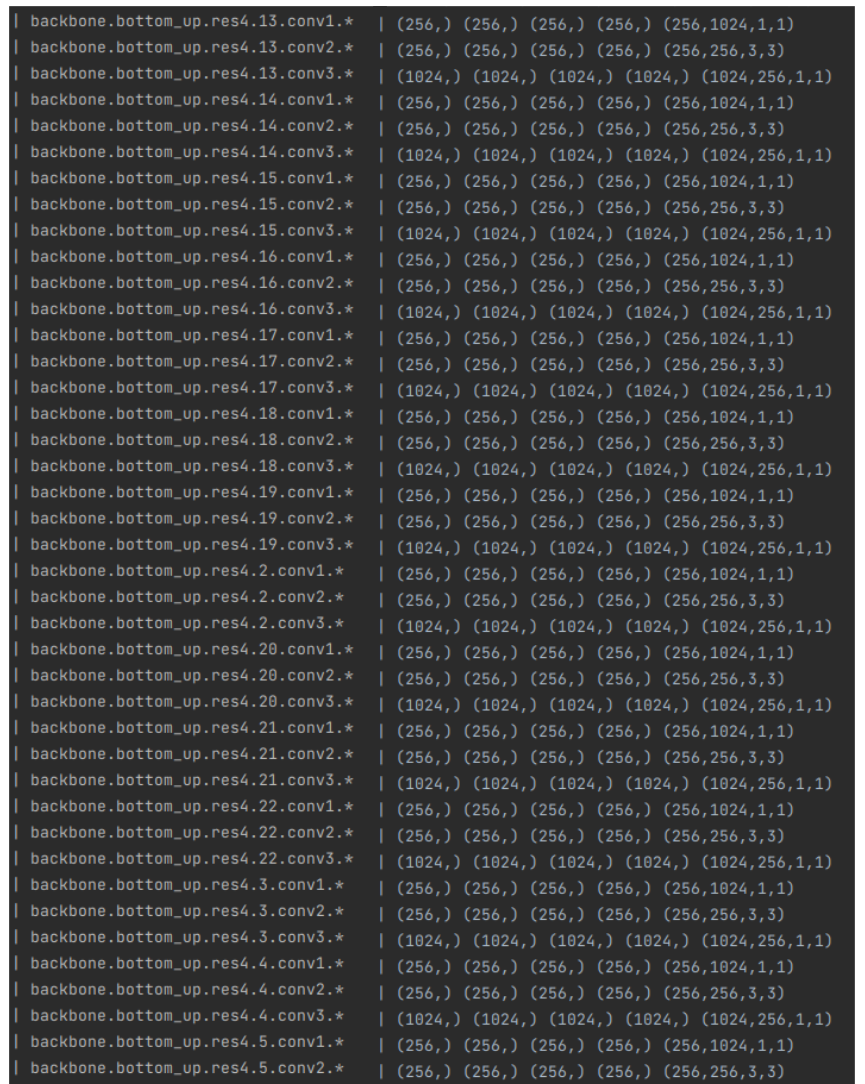 | backbone.bottom_up.res4.13.conv1.* | (256,) (256,) (256,) (256,) (256,1024,1,1)
| backbone.bottom_up.res4.13.conv2.* | (256,) (256,) (256,) (256,) (256,256,3,3)
| backbone.bottom_up.res4.13.conv3.* | (1024,) (1024,) (1024,) (1024,) (1024,256,1,1)
| backbone.bottom_up.res4.14.conv1.* | (256,) (256,) (256,) (256,) (256,1024,1,1)
| backbone.bottom_up.res4.14.conv2.* | (256,) (256,) (256,) (256,) (256,256,3,3)
| backbone.bottom_up.res4.14.conv3.* | (1024,) (1024,) (1024,) (1024,) (1024,256,1,1)
| backbone.bottom_up.res4.15.conv1.* | (256,) (256,) (256,) (256,) (256,1024,1,1)
| backbone.bottom_up.res4.15.conv2.* | (256,) (256,) (256,) (256,) (256,256,3,3)
| backbone.bottom_up.res4.15.conv3.* | (1024,) (1024,) (1024,) (1024,) (1024,256,1,1)
| backbone.bottom_up.res4.16.conv1.* | (256,) (256,) (256,) (256,) (256,1024,1,1)
| backbone.bottom_up.res4.16.conv2.* | (256,) (256,) (256,) (256,) (256,256,3,3)
| backbone.bottom_up.res4.16.conv3.* | (1024,) (1024,) (1024,) (1024,) (1024,256,1,1)
| backbone.bottom_up.res4.17.conv1.* | (256,) (256,) (256,) (256,) (256,1024,1,1)
| backbone.bottom_up.res4.17.conv2.* | (256,) (256,) (256,) (256,) (256,256,3,3)
| backbone.bottom_up.res4.17.conv3.* | (1024,) (1024,) (1024,) (1024,) (1024,256,1,1)
| backbone.bottom_up.res4.18.conv1.* | (256,) (256,) (256,) (256,) (256,1024,1,1)
| backbone.bottom_up.res4.18.conv2.* | (256,) (256,) (256,) (256,) (256,256,3,3)
| backbone.bottom_up.res4.18.conv3.* | (1024,) (1024,) (1024,) (1024,) (1024,256,1,1)
| backbone.bottom_up.res4.19.conv1.* | (256,) (256,) (256,) (256,) (256,1024,1,1)
| backbone.bottom_up.res4.19.conv2.* | (256,) (256,) (256,) (256,) (256,256,3,3)
| backbone.bottom_up.res4.19.conv3.* | (1024,) (1024,) (1024,) (1024,) (1024,256,1,1)
| backbone.bottom_up.res4.2.conv1.* | (256,) (256,) (256,) (256,) (256,1024,1,1)
| backbone.bottom_up.res4.2.conv2.* | (256,) (256,) (256,) (256,) (256,256,3,3)
| backbone.bottom_up.res4.2.conv3.* | (1024,) (1024,) (1024,) (1024,) (1024,256,1,1)
| backbone.bottom_up.res4.20.conv1.* | (256,) (256,) (256,) (256,) (256,1024,1,1)
| backbone.bottom_up.res4.20.conv2.* | (256,) (256,) (256,) (256,) (256,256,3,3)
| backbone.bottom_up.res4.20.conv3.* | (1024,) (1024,) (1024,) (1024,) (1024,256,1,1)
| backbone.bottom_up.res4.21.conv1.* | (256,) (256,) (256,) (256,) (256,1024,1,1)
| backbone.bottom_up.res4.21.conv2.* | (256,) (256,) (256,) (256,) (256,256,3,3)
| backbone.bottom_up.res4.21.conv3.* | (1024,) (1024,) (1024,) (1024,) (1024,256,1,1)
| backbone.bottom_up.res4.22.conv1.* | (256,) (256,) (256,) (256,) (256,1024,1,1)
| backbone.bottom_up.res4.22.conv2.* | (256,) (256,) (256,) (256,) (256,256,3,3)
| backbone.bottom_up.res4.22.conv3.* | (1024,) (1024,) (1024,) (1024,) (1024,256,1,1)
| backbone.bottom_up.res4.3.conv1.* | (256,) (256,) (256,) (256,) (256,1024,1,1)
| backbone.bottom_up.res4.3.conv2.* | (256,) (256,) (256,) (256,) (256,256,3,3)
| backbone.bottom_up.res4.3.conv3.* | (1024,) (1024,) (1024,) (1024,) (1024,256,1,1)
| backbone.bottom_up.res4.4.conv1.* | (256,) (256,) (256,) (256,) (256,1024,1,1)
| backbone.bottom_up.res4.4.conv2.* | (256,) (256,) (256,) (256,) (256,256,3,3)
| backbone.bottom_up.res4.4.conv3.* | (1024,) (1024,) (1024,) (1024,) (1024,256,1,1)
| backbone.bottom_up.res4.5.conv1.* | (256,) (256,) (256,) (256,) (256,1024,1,1)
| backbone.bottom_up.res4.5.conv2.* | (256,) (256,) (256,) (256,) (256,256,3,3)